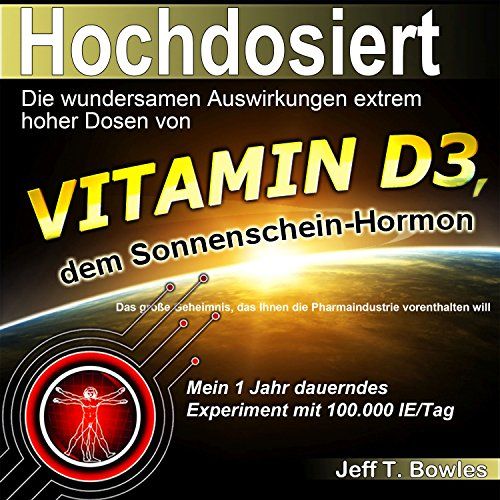 Hochdosiert
Die wundersamen Auswirkungen extrem
hoher Dosen von
VITAMIN D3,
dem Sonnenschein-Hormon
Das große Geheimnis, das Ihnen die Pharmaindustrie vorenthalten will
Mein 1 Jahr dauerndes
Experiment mit 100.000 IE/Tag
Jeff T. Bowles